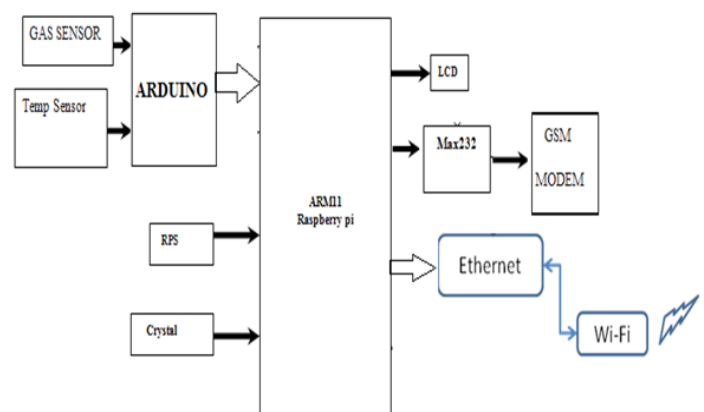 GAS SENSOR
Temp Sensor
ARDUINO
RPS
Crystal
ARM11
Raspberry pi
LCD
Max232
GSM
MODEM
Ethernet
Wi-Fi